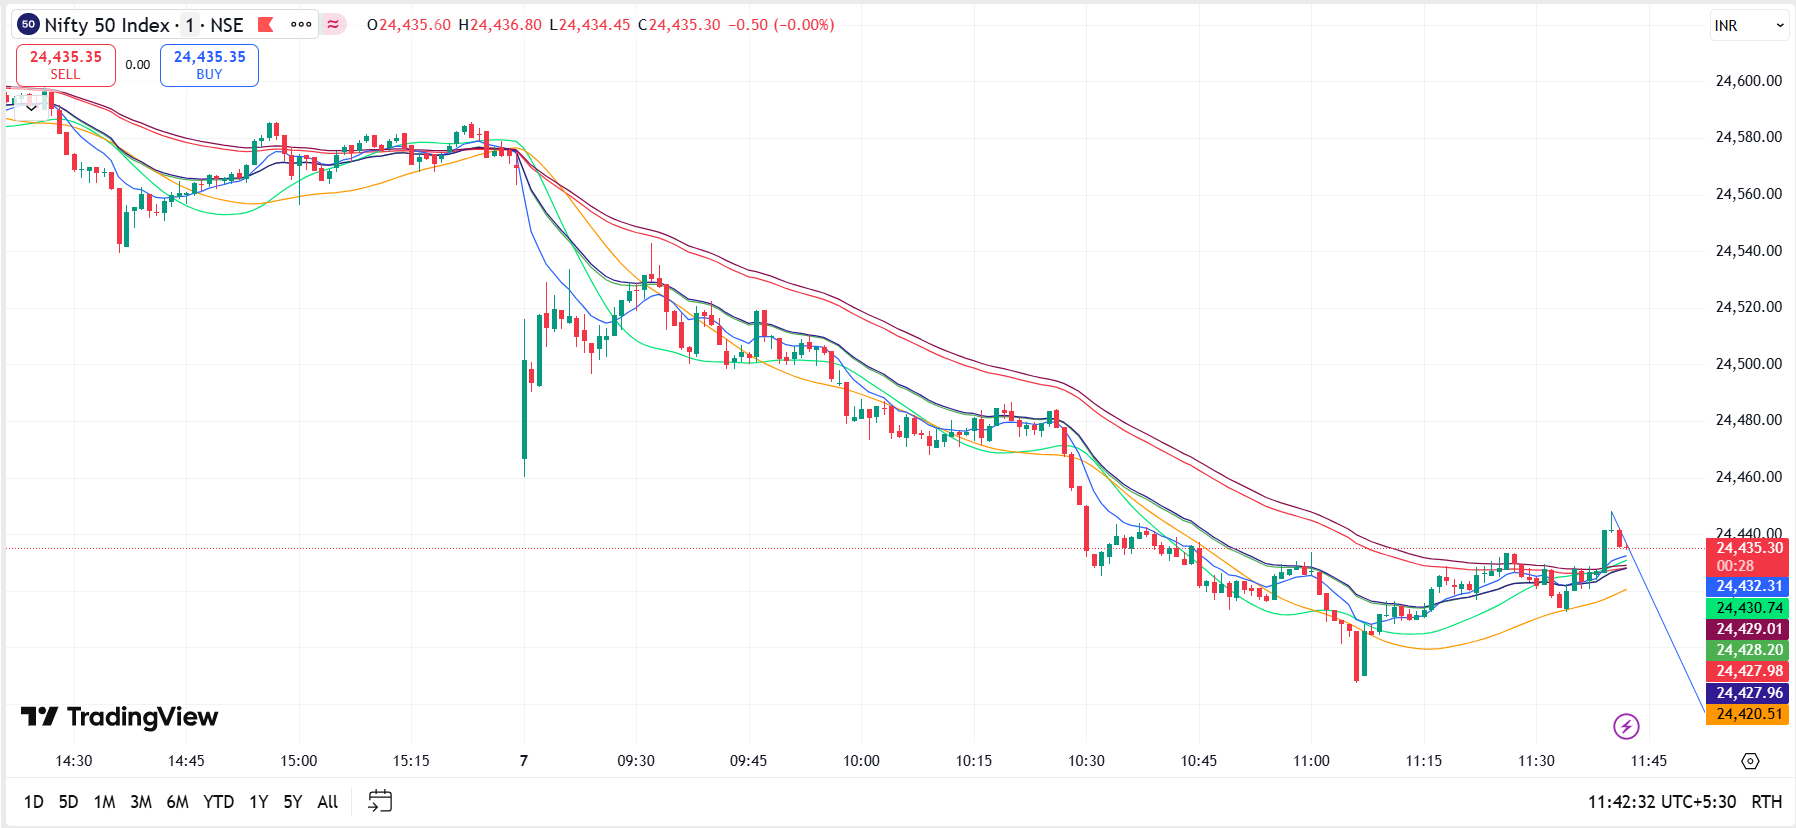 50 Nifty 50 Index · 1 · NSE O24,435.60 H24,436.80 L24,434.45 C24,435.30 −0.50 (−0.00%)
INR
24,435.35 SELL
0.00
24,435.35 BUY
24,600.00
24,580.00
24,560.00
24,540.00
24,520.00
24,500.00
24,480.00
24,460.00
24,440.00
24,435.30
00:28
24,432.31
24,430.74
24,429.01
24,428.20
24,427.98
24,427.96
24,420.51
TradingView
14:30 14:45 15:00 15:15 7 09:30 09:45 10:00 10:15 10:30 10:45 11:00 11:15 11:30 11:45
1D 5D 1M 3M 6M YTD 1Y 5Y All
11:42:32 UTC+5:30 RTH